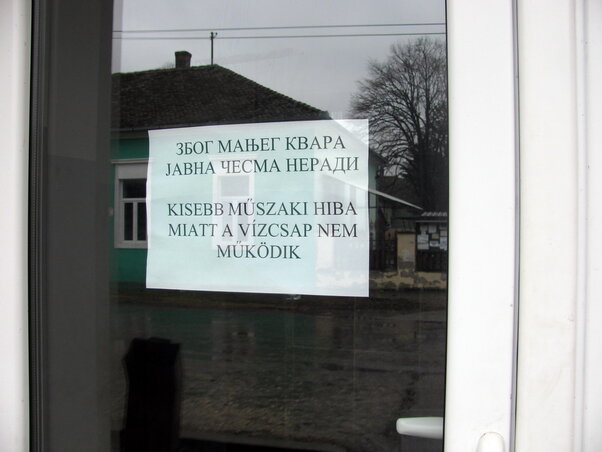 ЗБОГ МАЊЕГ КВАРА
ЈАВНА ЧЕСМА НЕРАДИ
KISEBB MŰSZAKI HIBA
MIATT A VÍZCSAP NEM
MŰKÖDIK